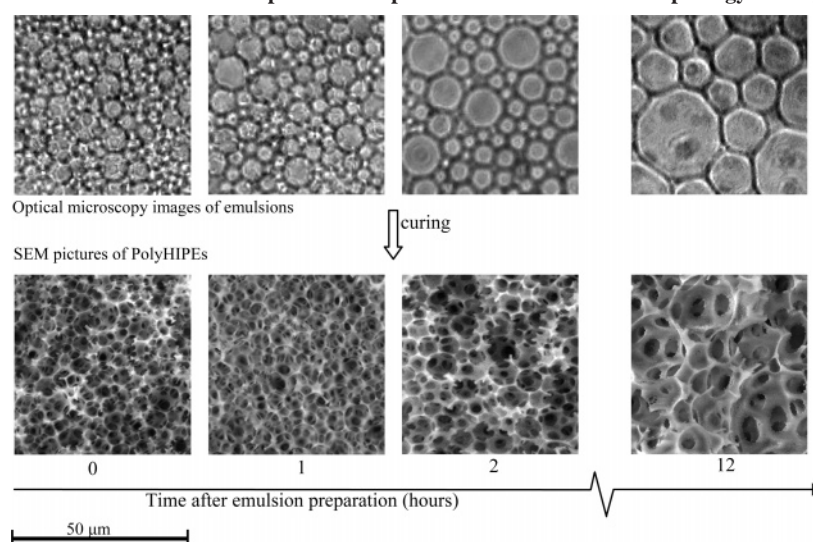 Optical microscopy images of emulsions
curing
SEM pictures of PolyHIPEs
0 1 2 12
Time after emulsion preparation (hours)
50 μm